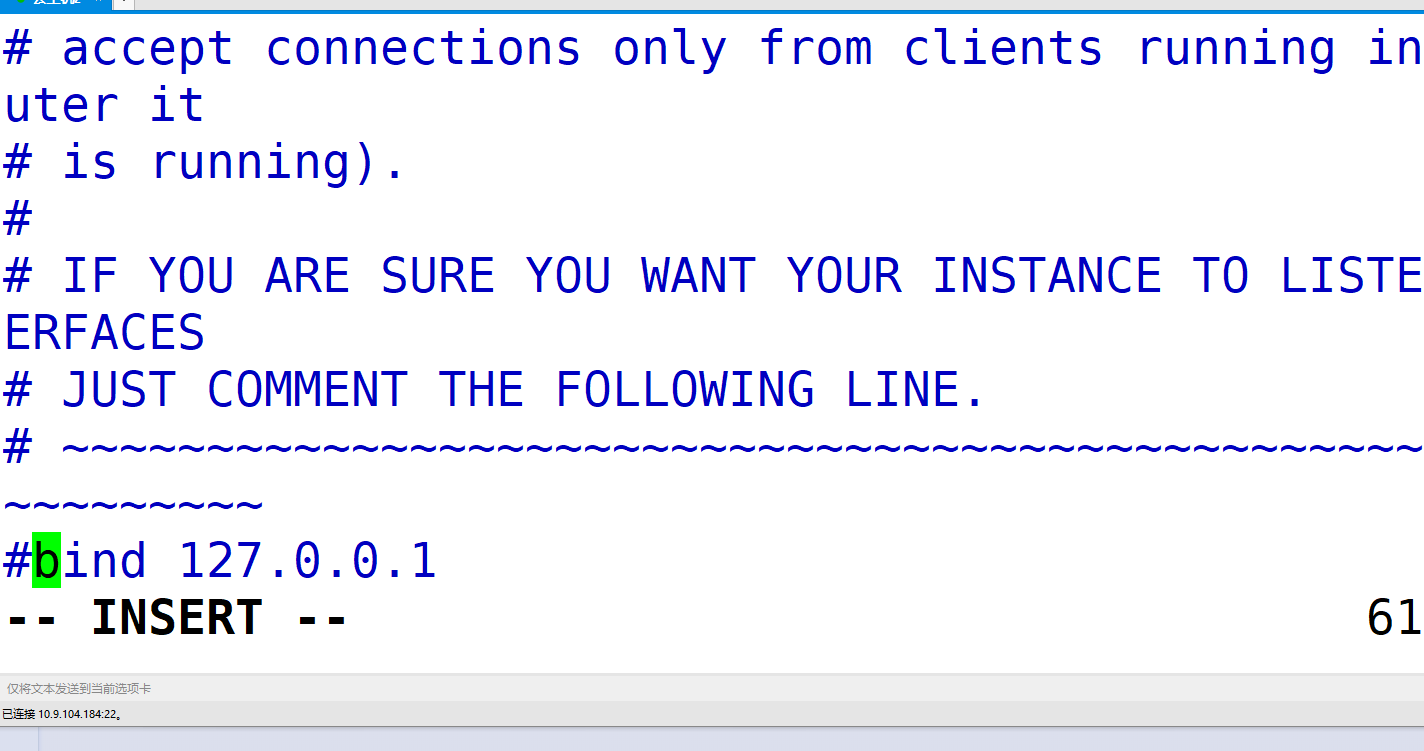 # accept connections only from clients running in
uter it
# is running).
#
# IF YOU ARE SURE YOU WANT YOUR INSTANCE TO LISTE
ERFACES
# JUST COMMENT THE FOLLOWING LINE.
# ~~~~~~~~~~~~~~~~~~~~~~~~~~~~~~~~~~~~~~~~~~~~~~~
~~~~~~~~~
#bind 127.0.0.1
-- INSERT -- 61
仅将文本发送到当前选项卡
已连接 10.9.104.184:22。